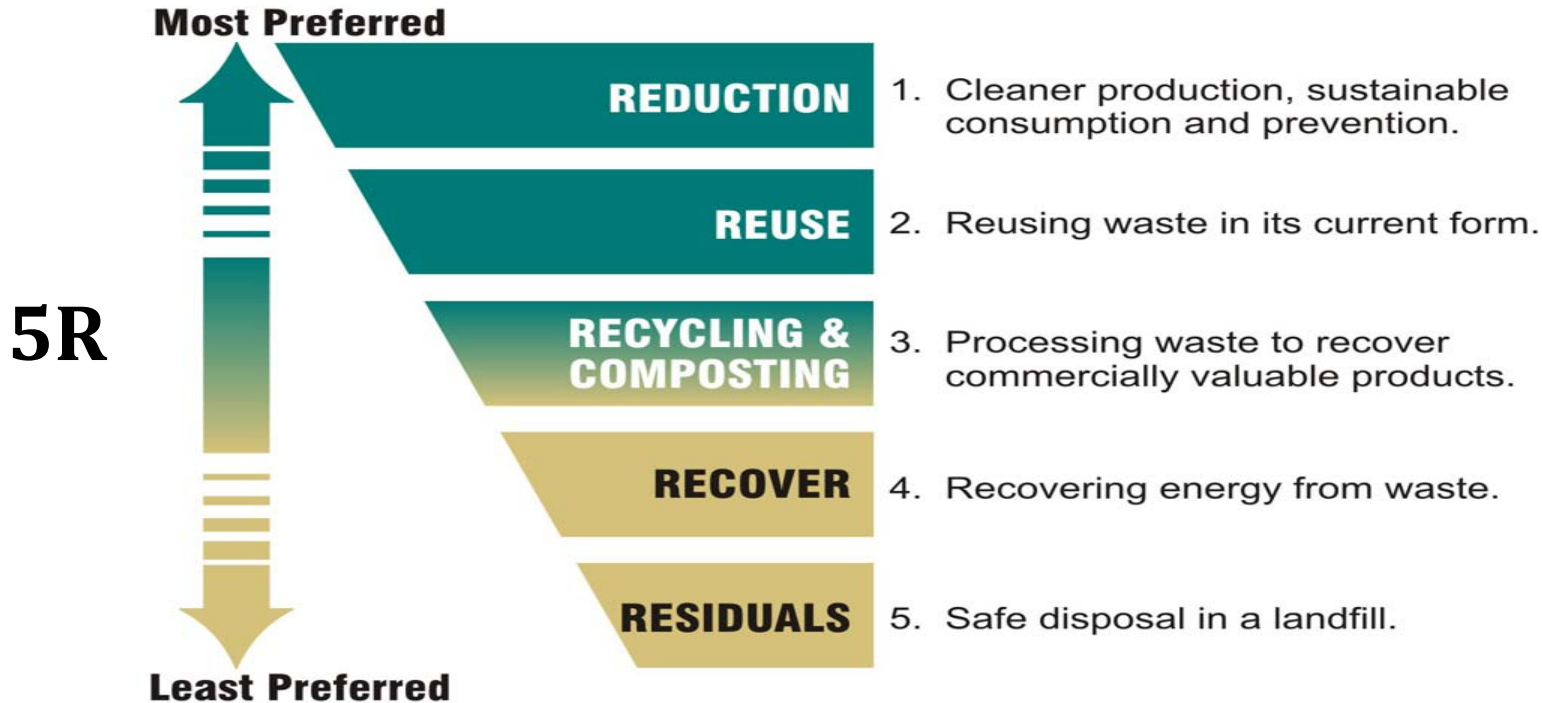 Most Preferred
REDUCTION
1. Cleaner production, sustainable
consumption and prevention.
REUSE
2. Reusing waste in its current form.
5R
RECYCLING &
COMPOSTING
3. Processing waste to recover
commercially valuable products.
RECOVER
4. Recovering energy from waste.
RESIDUALS
5. Safe disposal in a landfill.
Least Preferred